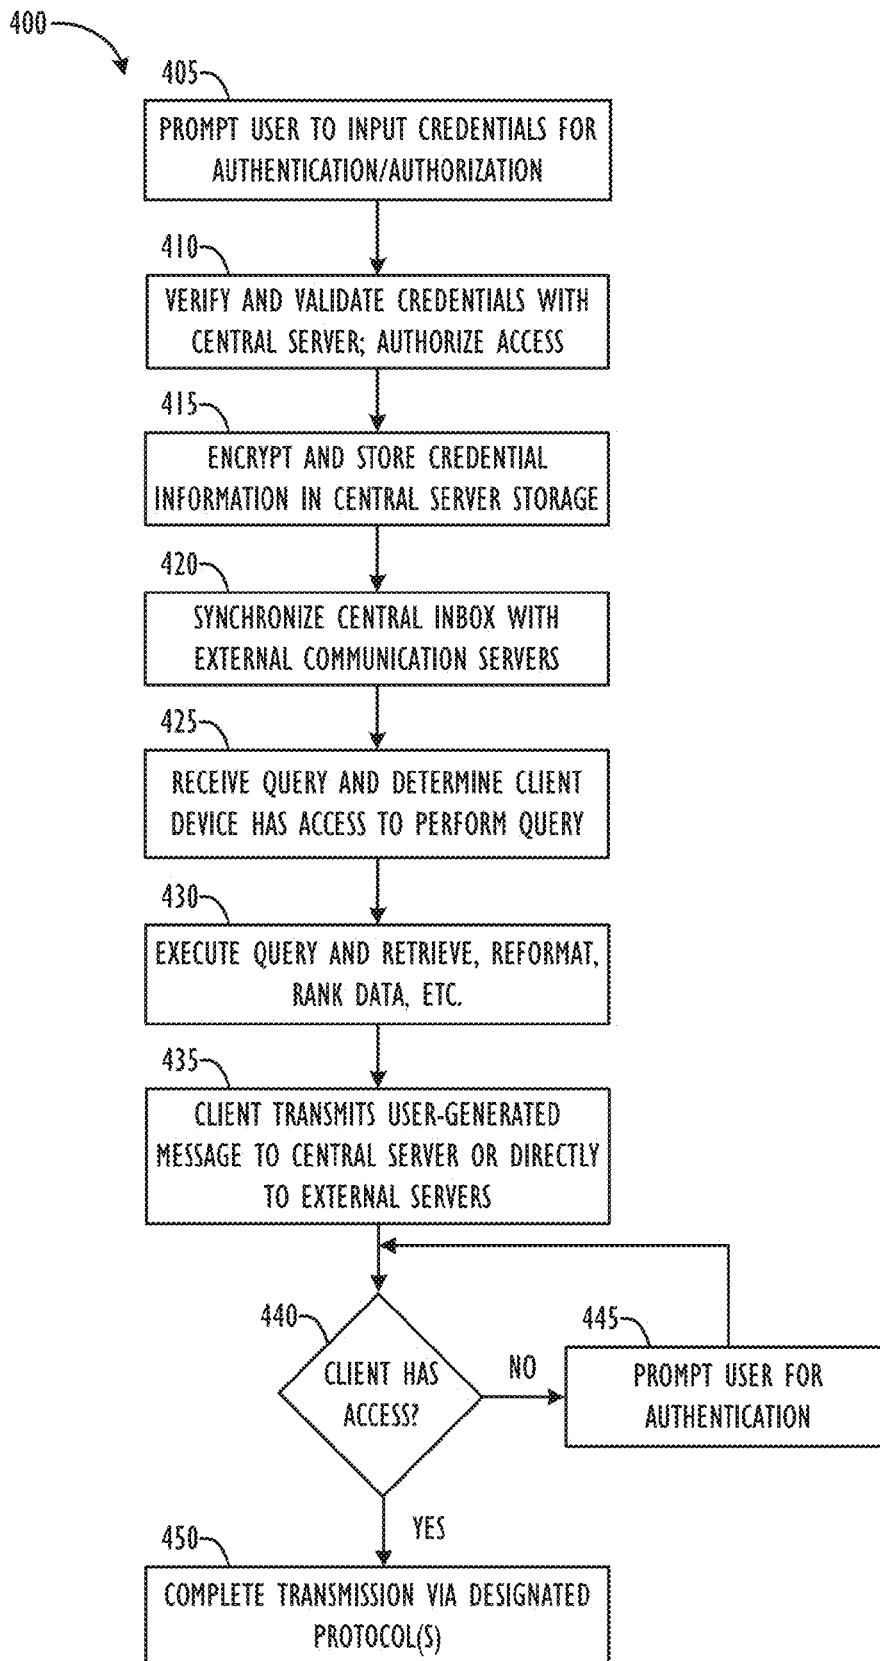 400
405
PROMPT USER TO INPUT CREDENTIALS FOR
AUTHENTICATION/AUTHORIZATION
410
VERIFY AND VALIDATE CREDENTIALS WITH
CENTRAL SERVER; AUTHORIZE ACCESS
415
ENCRYPT AND STORE CREDENTIAL
INFORMATION IN CENTRAL SERVER STORAGE
420
SYNCHRONIZE CENTRAL INBOX WITH
EXTERNAL COMMUNICATION SERVERS
425
RECEIVE QUERY AND DETERMINE CLIENT
DEVICE HAS ACCESS TO PERFORM QUERY
430
EXECUTE QUERY AND RETRIEVE, REFORMAT,
RANK DATA, ETC.
435
CLIENT TRANSMITS USER-GENERATED
MESSAGE TO CENTRAL SERVER OR DIRECTLY
TO EXTERNAL SERVERS
440
CLIENT HAS
ACCESS?
NO
445
PROMPT USER FOR
AUTHENTICATION
YES
450
COMPLETE TRANSMISSION VIA DESIGNATED
PROTOCOL(S)